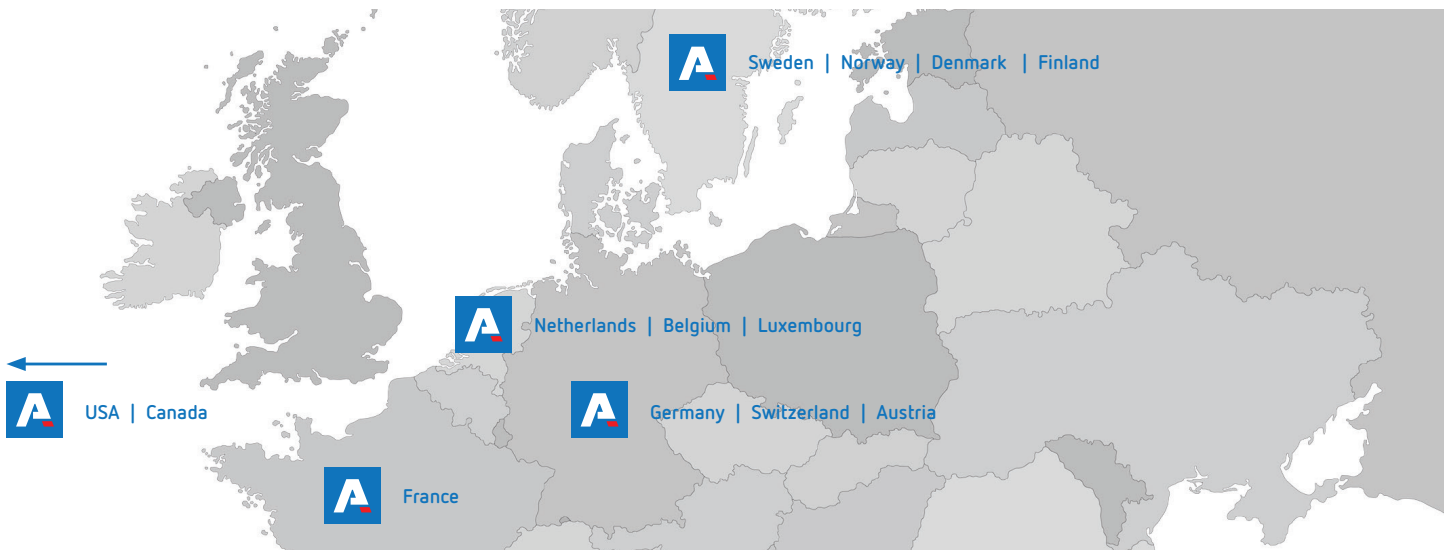 Sweden | Norway | Denmark | Finland
Netherlands | Belgium | Luxembourg
USA | Canada
Germany | Switzerland | Austria
France